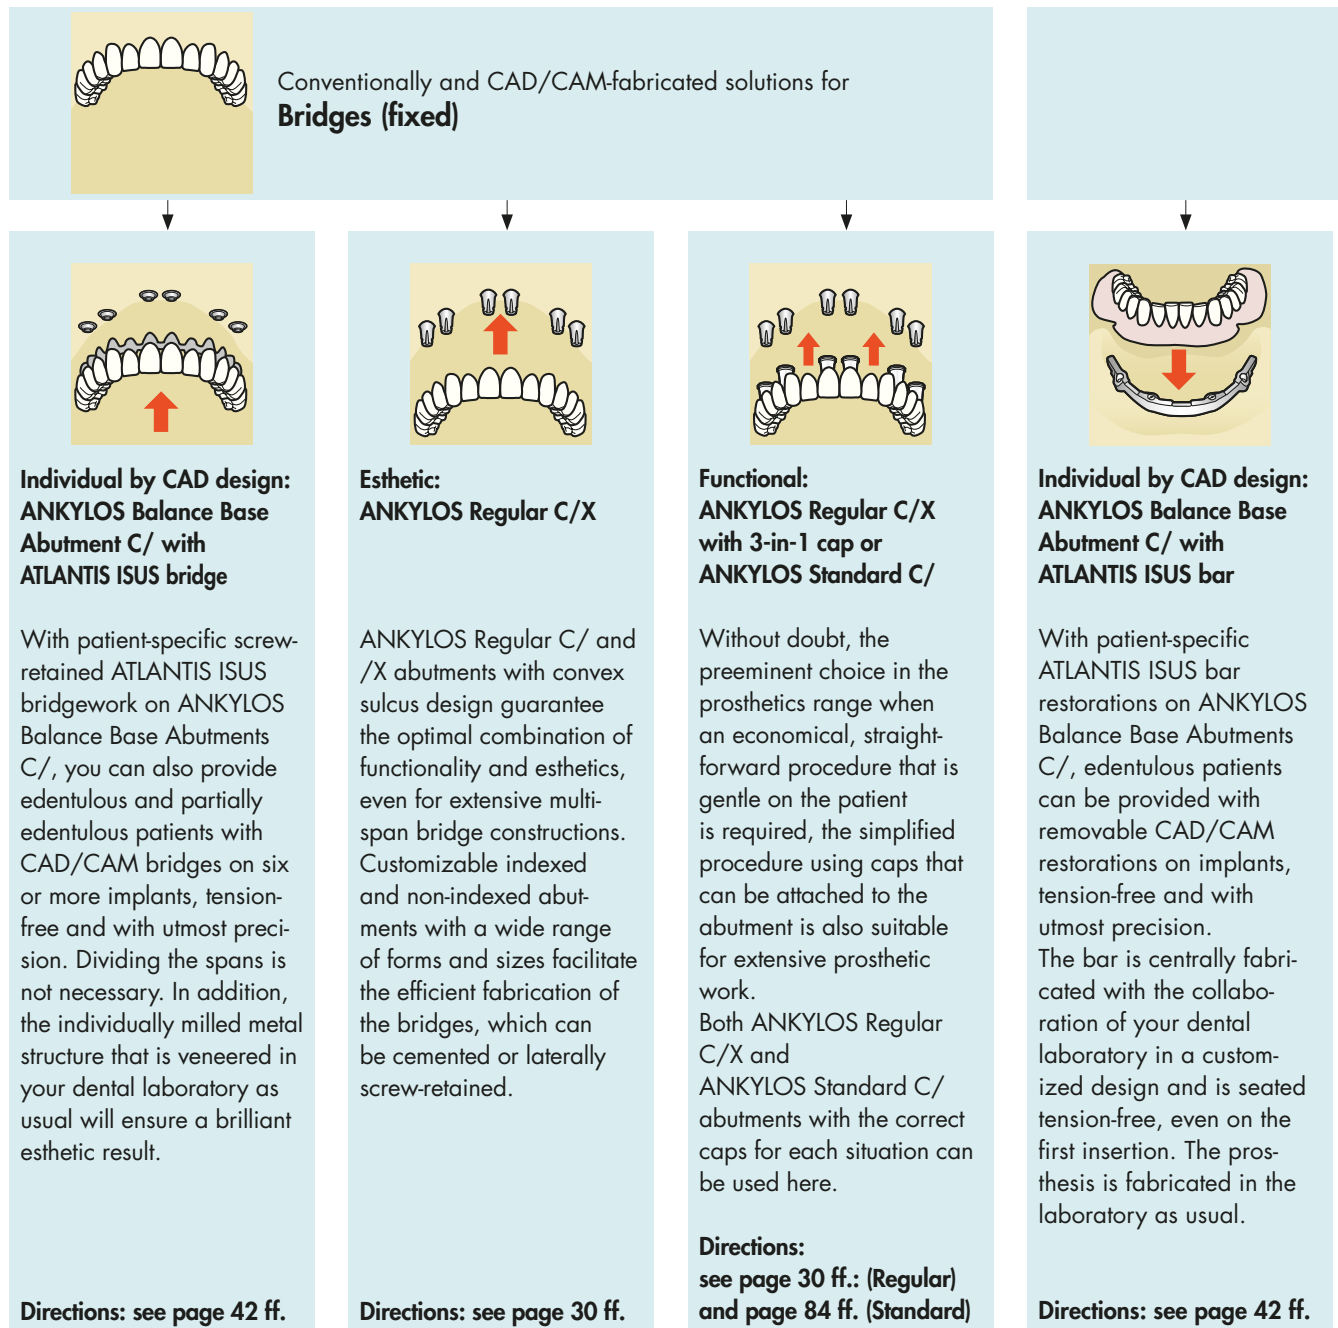 Conventionally and CAD/CAM-fabricated solutions for
Bridges (fixed)
Individual by CAD design:
ANKYLOS Balance Base
Abutment C/ with
ATLANTIS ISUS bridge
With patient-specific screw-
retained ATLANTIS ISUS
bridgework on ANKYLOS
Balance Base Abutments
C/, you can also provide
edentulous and partially
edentulous patients with
CAD/CAM bridges on six
or more implants, tension-
free and with utmost preci-
sion. Dividing the spans is
not necessary. In addition,
the individually milled metal
structure that is veneered in
your dental laboratory as
usual will ensure a brilliant
esthetic result.
Directions: see page 42 ff.
Esthetic:
ANKYLOS Regular C/X
ANKYLOS Regular C/ and
/X abutments with convex
sulcus design guarantee
the optimal combination of
functionality and esthetics,
even for extensive multi-
span bridge constructions.
Customizable indexed
and non-indexed abut-
ments with a wide range
of forms and sizes facilitate
the efficient fabrication of
the bridges, which can
be cemented or laterally
screw-retained.
Directions: see page 30 ff.
Functional:
ANKYLOS Regular C/X
with 3-in-1 cap or
ANKYLOS Standard C/
Without doubt, the
preeminent choice in the
prosthetics range when
an economical, straight-
forward procedure that is
gentle on the patient
is required, the simplified
procedure using caps that
can be attached to the
abutment is also suitable
for extensive prosthetic
work.
Both ANKYLOS Regular
C/X and
ANKYLOS Standard C/
abutments with the correct
caps for each situation can
be used here.
Directions:
see page 30 ff.: (Regular)
and page 84 ff. (Standard)
Individual by CAD design:
ANKYLOS Balance Base
Abutment C/ with
ATLANTIS ISUS bar
With patient-specific
ATLANTIS ISUS bar
restorations on ANKYLOS
Balance Base Abutments
C/, edentulous patients
can be provided with
removable CAD/CAM
restorations on implants,
tension-free and with
utmost precision.
The bar is centrally fabri-
cated with the collabo-
ration of your dental
laboratory in a custom-
ized design and is seated
tension-free, even on the
first insertion. The pros-
thesis is fabricated in the
laboratory as usual.
Directions: see page 42 ff.